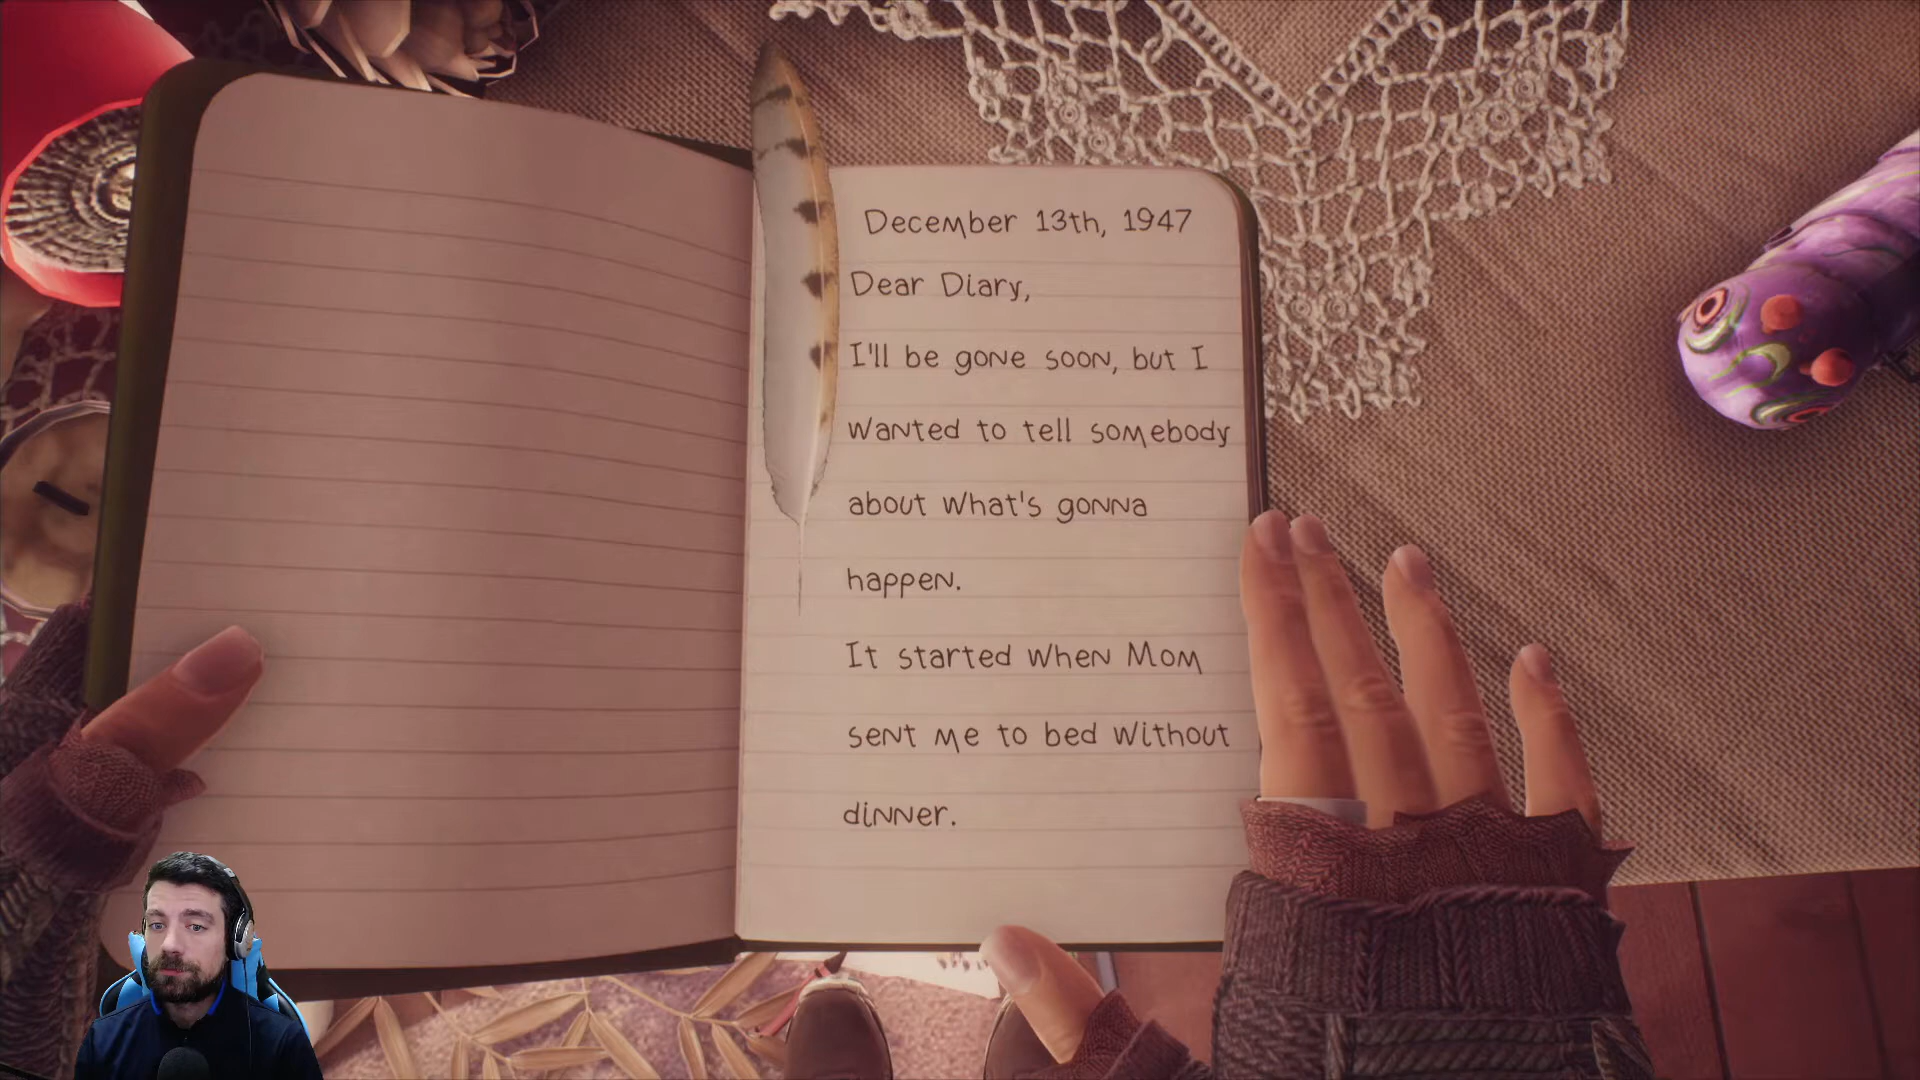 December 13th, 1947
Dear Diary,
I'll be gone soon, but I
wanted to tell somebody
about what's gonna
happen.
It started when Mom
sent me to bed without
dinner.